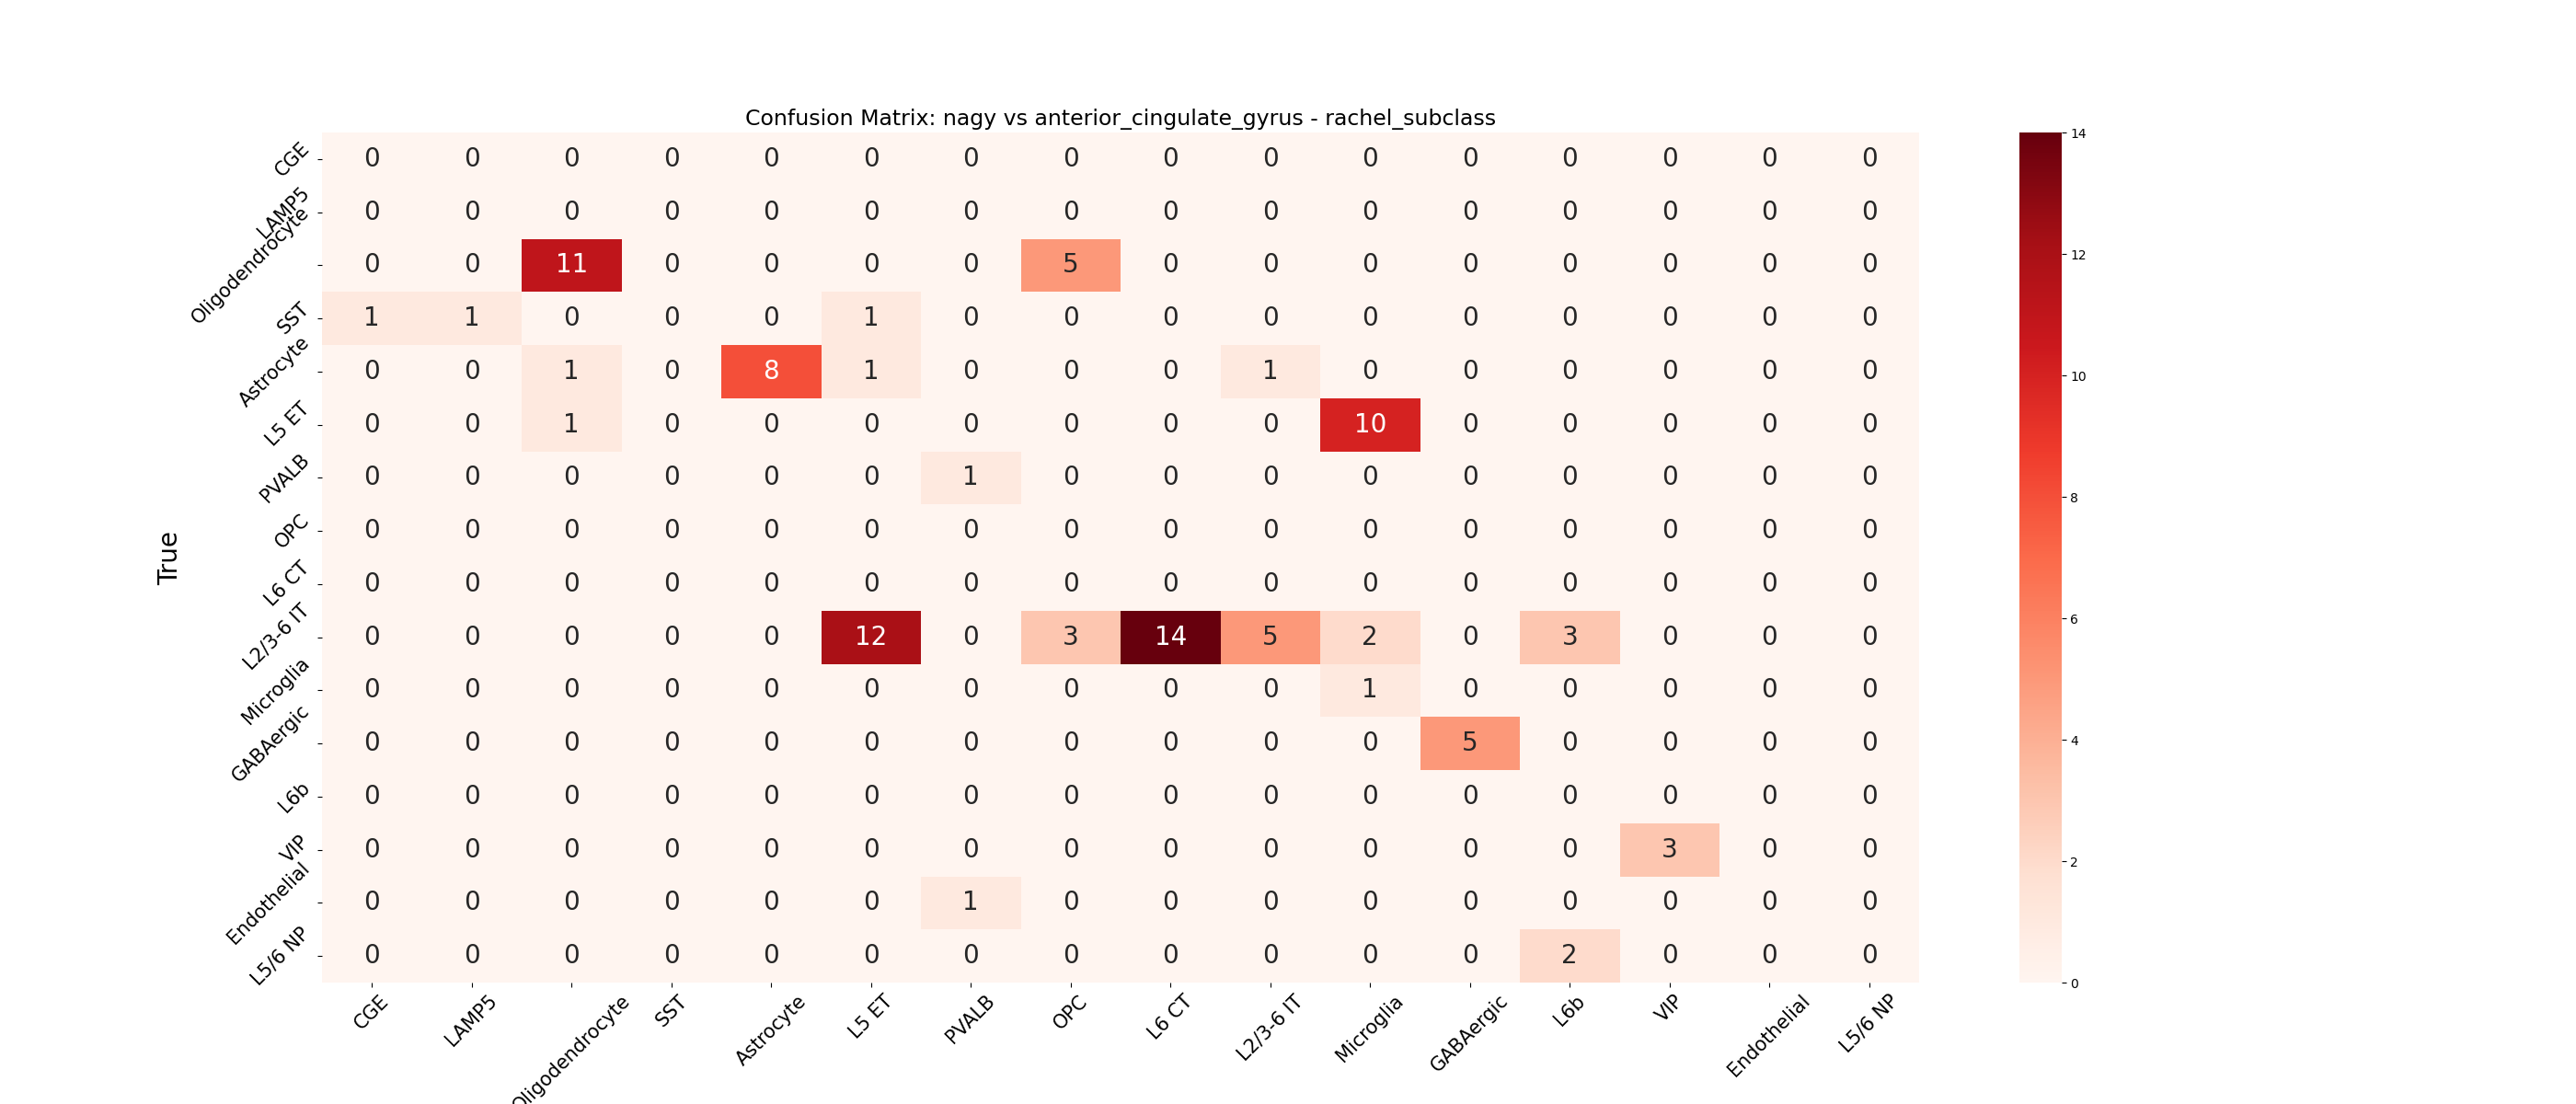 Confusion Matrix: nagy vs anterior_cingulate_gyrus - rachel_subclass
True
CGE 0 0 0 0 0 0 0 0 0 0 0 0 0 0 0 0
LAMP5 0 0 0 0 0 0 0 0 0 0 0 0 0 0 0 0
Oligodendrocyte 0 0 11 0 0 0 0 5 0 0 0 0 0 0 0 0
SST 1 1 0 0 0 1 0 0 0 0 0 0 0 0 0 0
Astrocyte 0 0 1 0 8 1 0 0 0 1 0 0 0 0 0 0
L5 ET 0 0 1 0 0 0 0 0 0 0 10 0 0 0 0 0
PVALB 0 0 0 0 0 0 1 0 0 0 0 0 0 0 0 0
OPC 0 0 0 0 0 0 0 0 0 0 0 0 0 0 0 0
L6 CT 0 0 0 0 0 0 0 0 0 0 0 0 0 0 0 0
L2/3-6 IT 0 0 0 0 0 12 0 3 14 5 2 0 3 0 0 0
Microglia 0 0 0 0 0 0 0 0 0 0 1 0 0 0 0 0
GABAergic 0 0 0 0 0 0 0 0 0 0 0 5 0 0 0 0
L6b 0 0 0 0 0 0 0 0 0 0 0 0 0 0 0 0
VIP 0 0 0 0 0 0 0 0 0 0 0 0 0 3 0 0
Endothelial 0 0 0 0 0 0 1 0 0 0 0 0 0 0 0 0
L5/6 NP 0 0 0 0 0 0 0 0 0 0 0 0 2 0 0 0
CGE LAMP5 Oligodendrocyte SST Astrocyte L5 ET PVALB OPC L6 CT L2/3-6 IT Microglia GABAergic L6b VIP Endothelial L5/6 NP
14
12
10
8
6
4
2
0